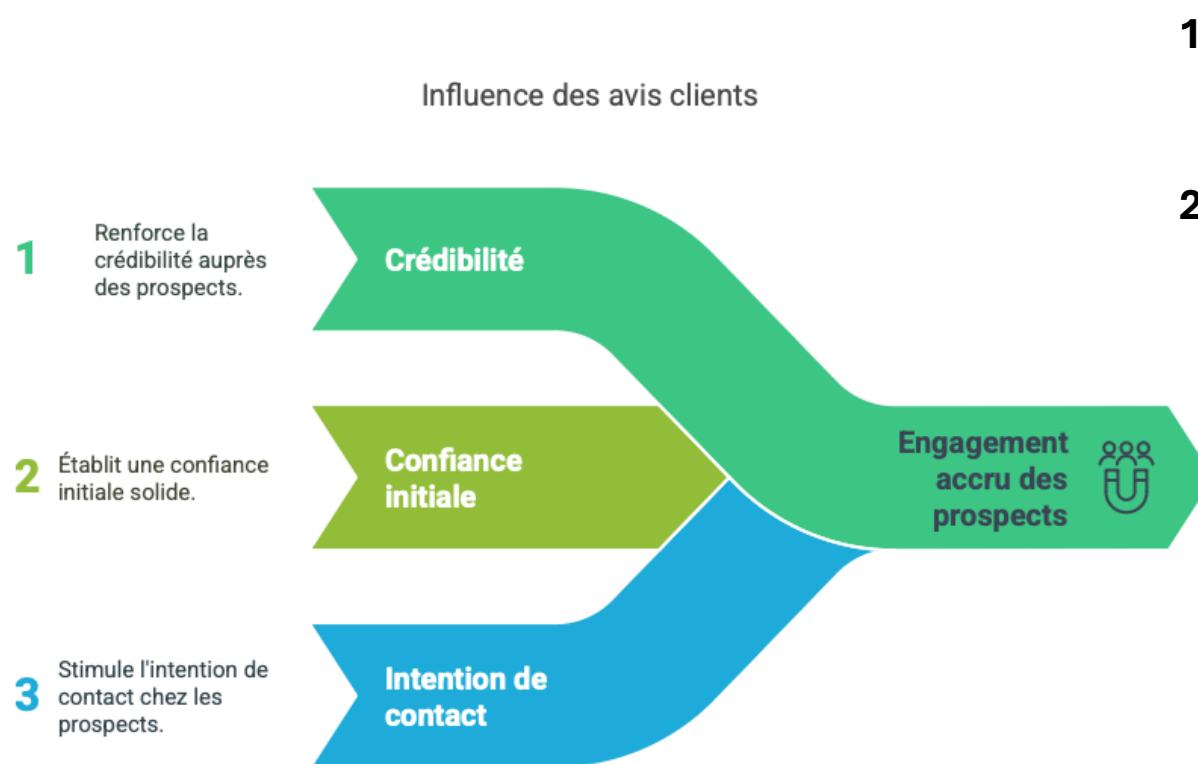 1
Influence des avis clients
2
1
Renforce la
crédibilité auprès
des prospects.
Crédibilité
2
Établit une confiance
initiale solide.
Confiance
initiale
Engagement
accru des
prospects
3
Stimule l'intention de
contact chez les
prospects.
Intention de
contact